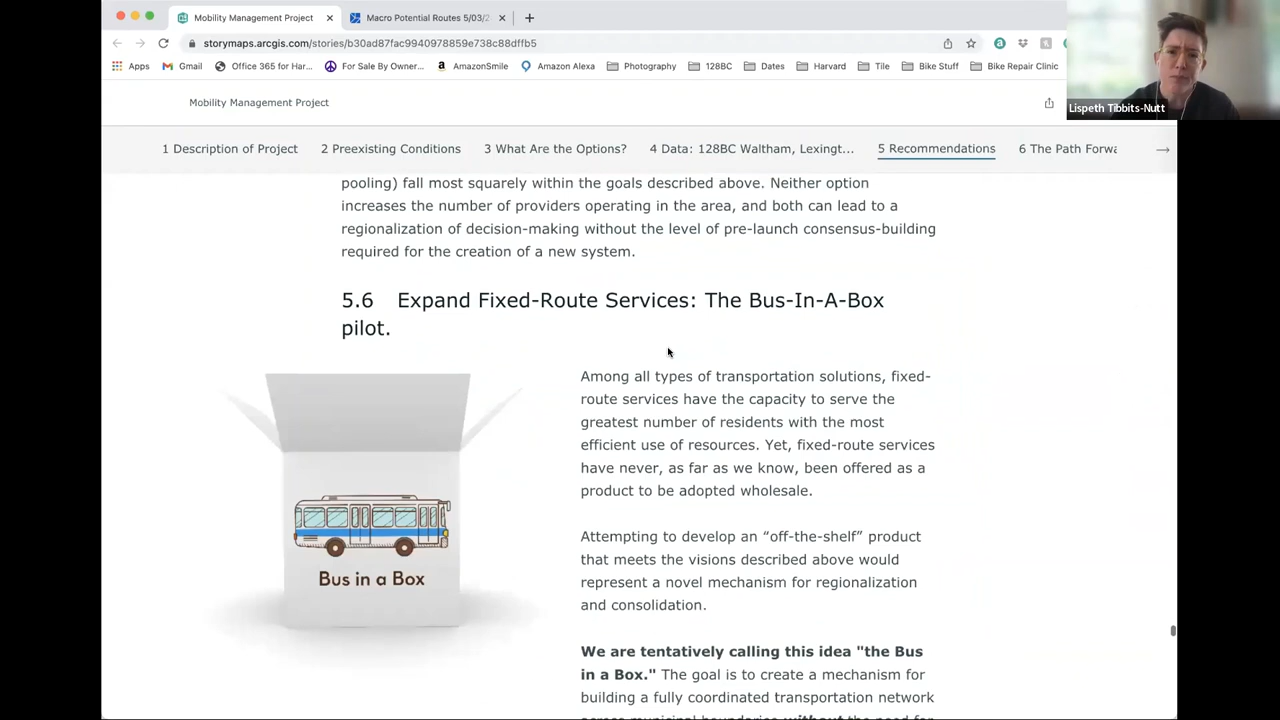 Mobility Management Project
Macro Potential Routes 5/03/2
storymaps.arcgis.com/stories/b30ad87fac9940978859e738c88dffb5
Apps
Gmail
Office 365 for Har...
For Sale By Owner...
AmazonSmile
Amazon Alexa
Photography
128BC
Dates
Harvard
Tile
Bike Stuff
Bike Repair Clinic
Lispeth Tibbits-Nutt
Mobility Management Project
1 Description of Project
2 Preexisting Conditions
3 What Are the Options?
4 Data: 128BC Waltham, Lexingt...
5 Recommendations
6 The Path Forwa
pooling) fall most squarely within the goals described above. Neither option
increases the number of providers operating in the area, and both can lead to a
regionalization of decision-making without the level of pre-launch consensus-building
required for the creation of a new system.
5.6 Expand Fixed-Route Services: The Bus-In-A-Box
pilot.
Bus in a Box
Among all types of transportation solutions, fixed-
route services have the capacity to serve the
greatest number of residents with the most
efficient use of resources. Yet, fixed-route services
have never, as far as we know, been offered as a
product to be adopted wholesale.
Attempting to develop an “off-the-shelf” product
that meets the visions described above would
represent a novel mechanism for regionalization
and consolidation.
We are tentatively calling this idea "the Bus
in a Box." The goal is to create a mechanism for
building a fully coordinated transportation network
across municipal boundaries without the need for